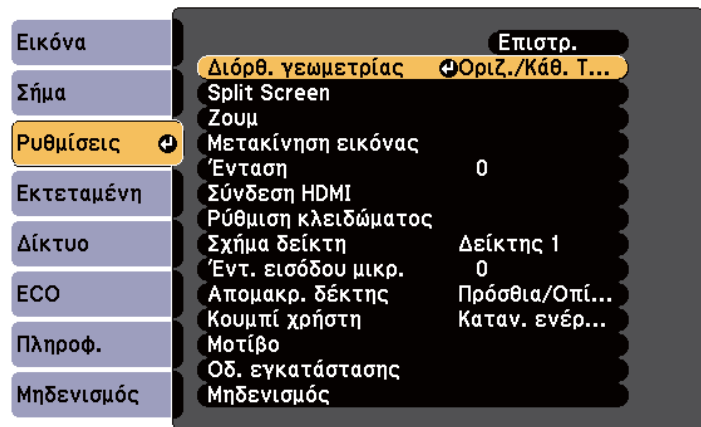 Εικόνα
Σήμα
Ρυθμίσεις
Εκτεταμένη
Δίκτυο
ECO
Πληροφ.
Μηδενισμός
Επιστρ.
Διόρθ. γεωμετρίας Οριζ./Κάθ. Τ...
Split Screen
Ζουμ
Μετακίνηση εικόνας
Ένταση 0
Σύνδεση HDMI
Ρύθμιση κλειδώματος
Σχήμα δείκτη Δείκτης 1
Έντ. εισόδου μικρ. 0
Απομακρ. δέκτης Πρόσθια/Οπί...
Κουμπί χρήστη Καταν. ενέρ...
Μοτίβο
Οδ. εγκατάστασης
Μηδενισμός